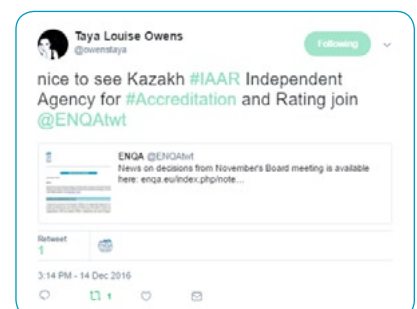 Taya Louise Owens
@owenstaya
Following
nice to see Kazakh #IAAR Independent
Agency for #Accreditation and Rating join
@ENQAtwt
ENQA @ENQAtwt
News on decisions from November's Board meeting is available
here: enqa.eu/index.php/note...
Retweet
1
3:14 PM - 14 Dec 2016
1